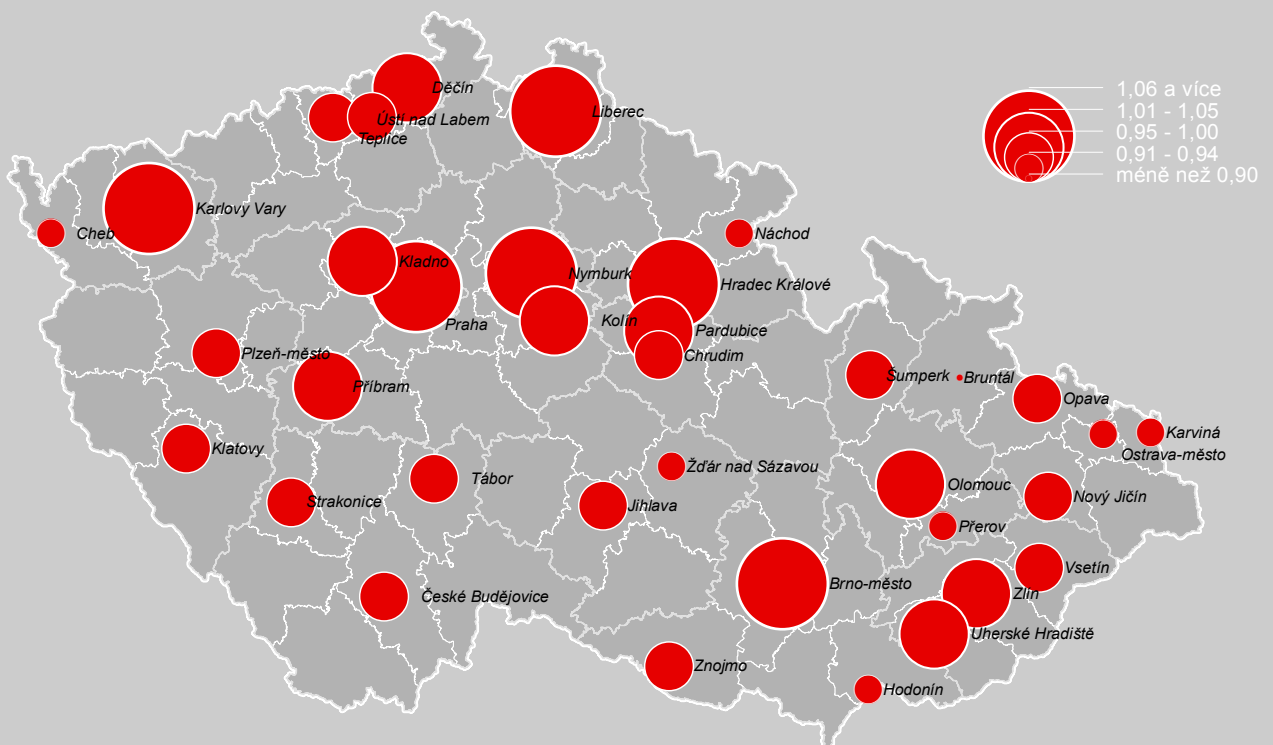 Děčín
1,06 a více
Liberec
1,01 - 1,05
Ústí nad Labem
0,95 - 1,00
Teplice
0,91 - 0,94
méně než 0,90
Karlovy Vary
Cheb
Náchod
Kladno
Nymburk
Hradec Králové
Praha
Kolín
Pardubice
Plzeň-město
Chrudim
Příbram
Šumperk
Bruntál
Opava
Karviná
Ostrava-město
Klatovy
Žďár nad Sázavou
Tábor
Olomouc
Nový Jičín
Strakonice
Jihlava
Přerov
Vsetín
Brno-město
Zlín
České Budějovice
Uherské Hradiště
Znojmo
Hodonín